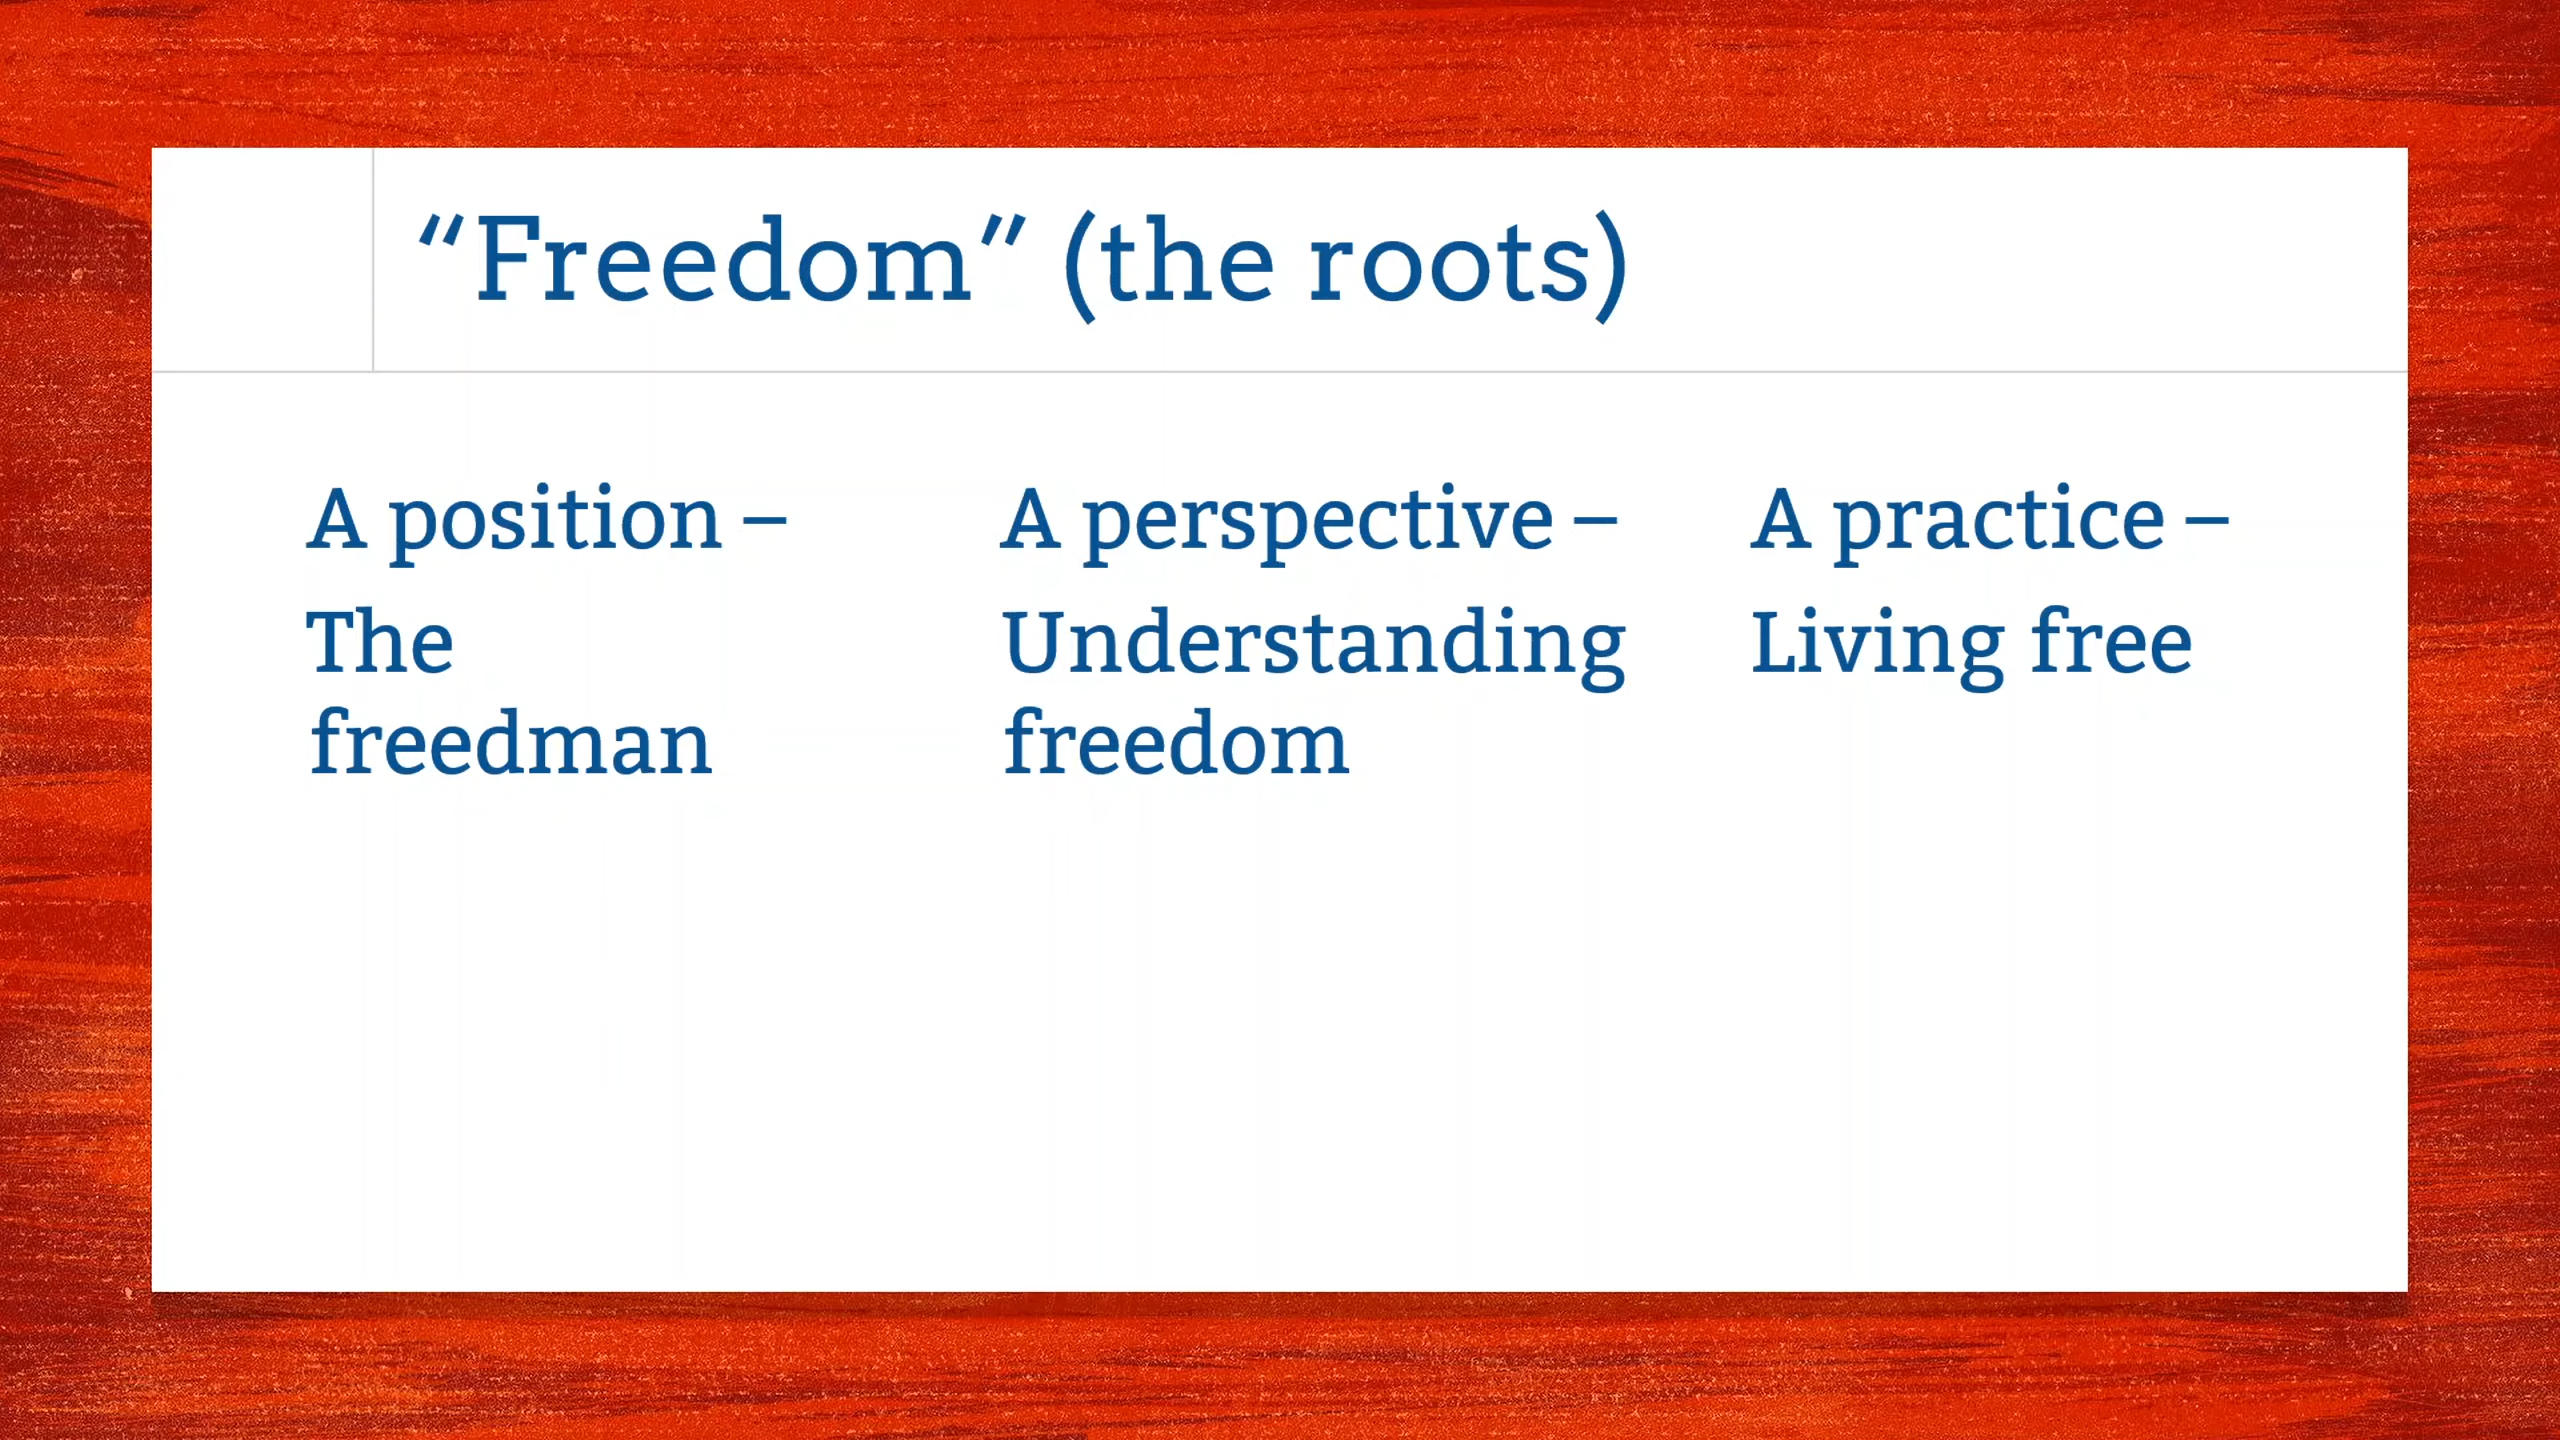 “Freedom” (the roots)
A position –
The
freedman
A perspective –
Understanding
freedom
A practice –
Living free